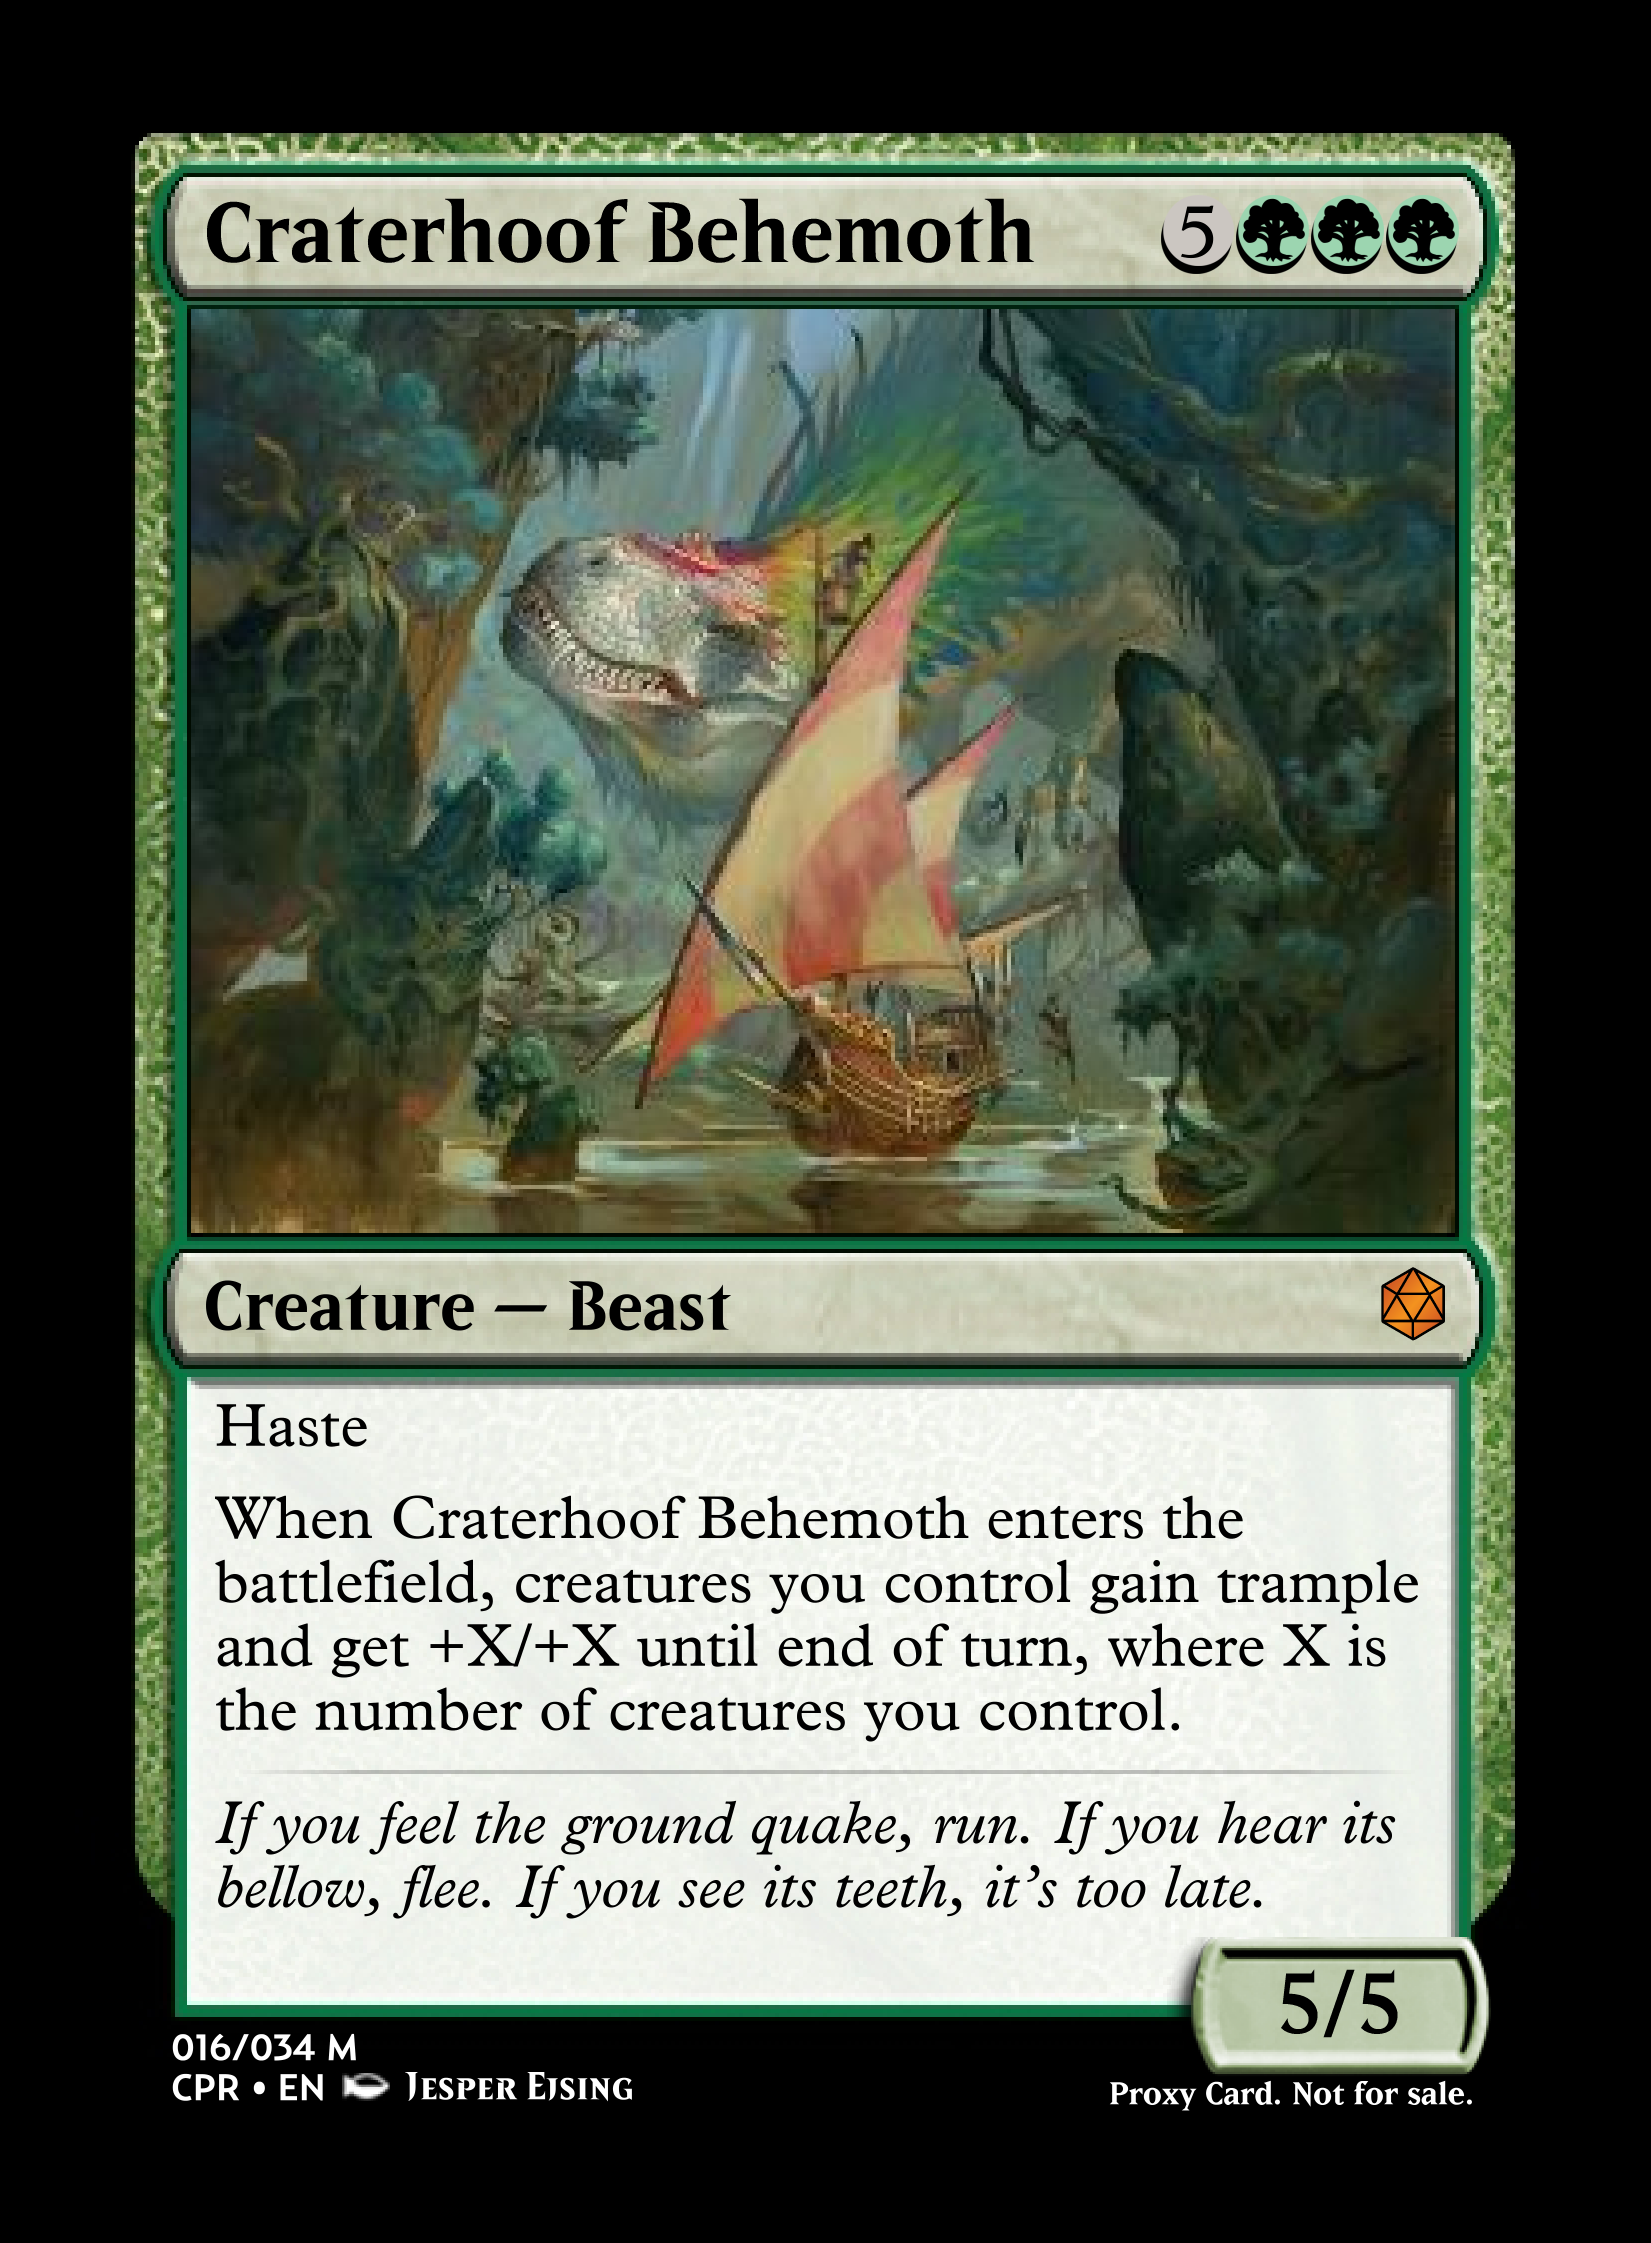 Craterhoof Behemoth 5
Creature — Beast
Haste
When Craterhoof Behemoth enters the
battlefield, creatures you control gain trample
and get +X/+X until end of turn, where X is
the number of creatures you control.
If you feel the ground quake, run. If you hear its
bellow, flee. If you see its teeth, it's too late.
5/5
016/034 M
CPR • EN Jesper Ejsing
Proxy Card. Not for sale.